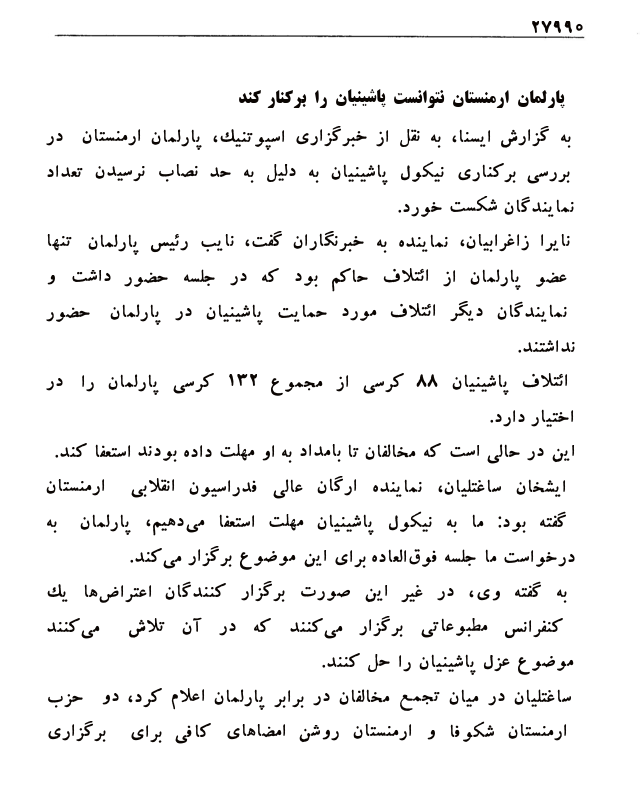 ۲۷۹۹۰
پارلمان ارمنستان نتوانست پاشینیان را برکنار کند
به گزارش ایسنا، به نقل از خبرگزاری اسپوتنیك، پارلمان ارمنستان در
بررسی برکناری نیکول پاشینیان به دلیل به حد نصاب نرسیدن تعداد
نمایندگان شکست خورد.
نایرا زاغرابیان، نماینده به خبرنگاران گفت، نایب رئیس پارلمان تنها
عضو پارلمان از ائتلاف حاکم بود که در جلسه حضور داشت و
نمایندگان دیگر ائتلاف مورد حمایت پاشینیان در پارلمان حضور
نداشتند.
ائتلاف پاشینیان ۸۸ کرسی از مجموع ۱۳۲ کرسی پارلمان را در
اختیار دارد.
این در حالی است که مخالفان تا بامداد به او مهلت داده بودند استعفا کند.
ایشخان ساغتلیان، نماینده ارگان عالی فدراسیون انقلابی ارمنستان
گفته بود: ما به نیکول پاشینیان مهلت استعفا می‌دهیم، پارلمان به
درخواست ما جلسه فوق‌العاده برای این موضوع برگزار می‌کند.
به گفته وی، در غیر این صورت برگزار کنندگان اعتراض‌ها یك
کنفرانس مطبوعاتی برگزار می‌کنند که در آن تلاش می‌کنند
موضوع عزل پاشینیان را حل کنند.
ساغتلیان در میان تجمع مخالفان در برابر پارلمان اعلام کرد، دو حزب
ارمنستان شکوفا و ارمنستان روشن امضاهای کافی برای برگزاری